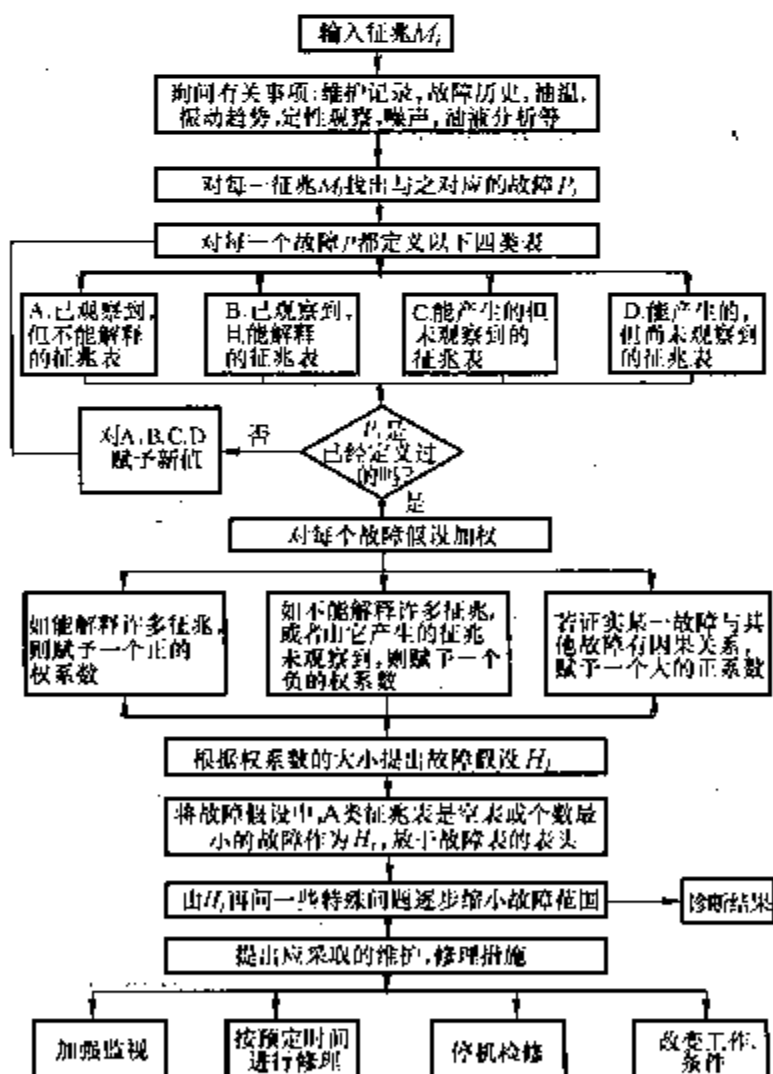 输入征兆Mj
询问有关事项:维护记录,故障历史,油温,
振动趋势,定性观察,噪声,油液分析等
对每一征兆Mj找出与之对应的故障Pi
对每一个故障Pi都定义以下四类表
A.已观察到,
但不能解释
的征兆表
B.已观察到,
且能解释
的征兆表
C.能产生的但
未观察到的
征兆表
D.能产生的,
但尚未观察到
的征兆表
对A、B、C、D
赋予新值
否
Pi是
已经定义过
的吗?
是
对每个故障假设加权
如能解释许多征兆,
则赋予一个正的
权系数
如不能解释许多征兆,
或者由它产生的征兆
未观察到,则赋予一个
负的权系数
若证实某一故障与其
他故障有因果关系,
赋予一个大的正系数
根据权系数的大小提出故障假设Hj
将故障假设中,A类征兆表是空表或个数最
小的故障作为H,放于故障表的表头
由Hj再问一些特殊问题逐步缩小故障范围
诊断结果
提出应采取的维护,修理措施
加强监视
按预定时间
进行修理
停机检修
改变工作、
条件